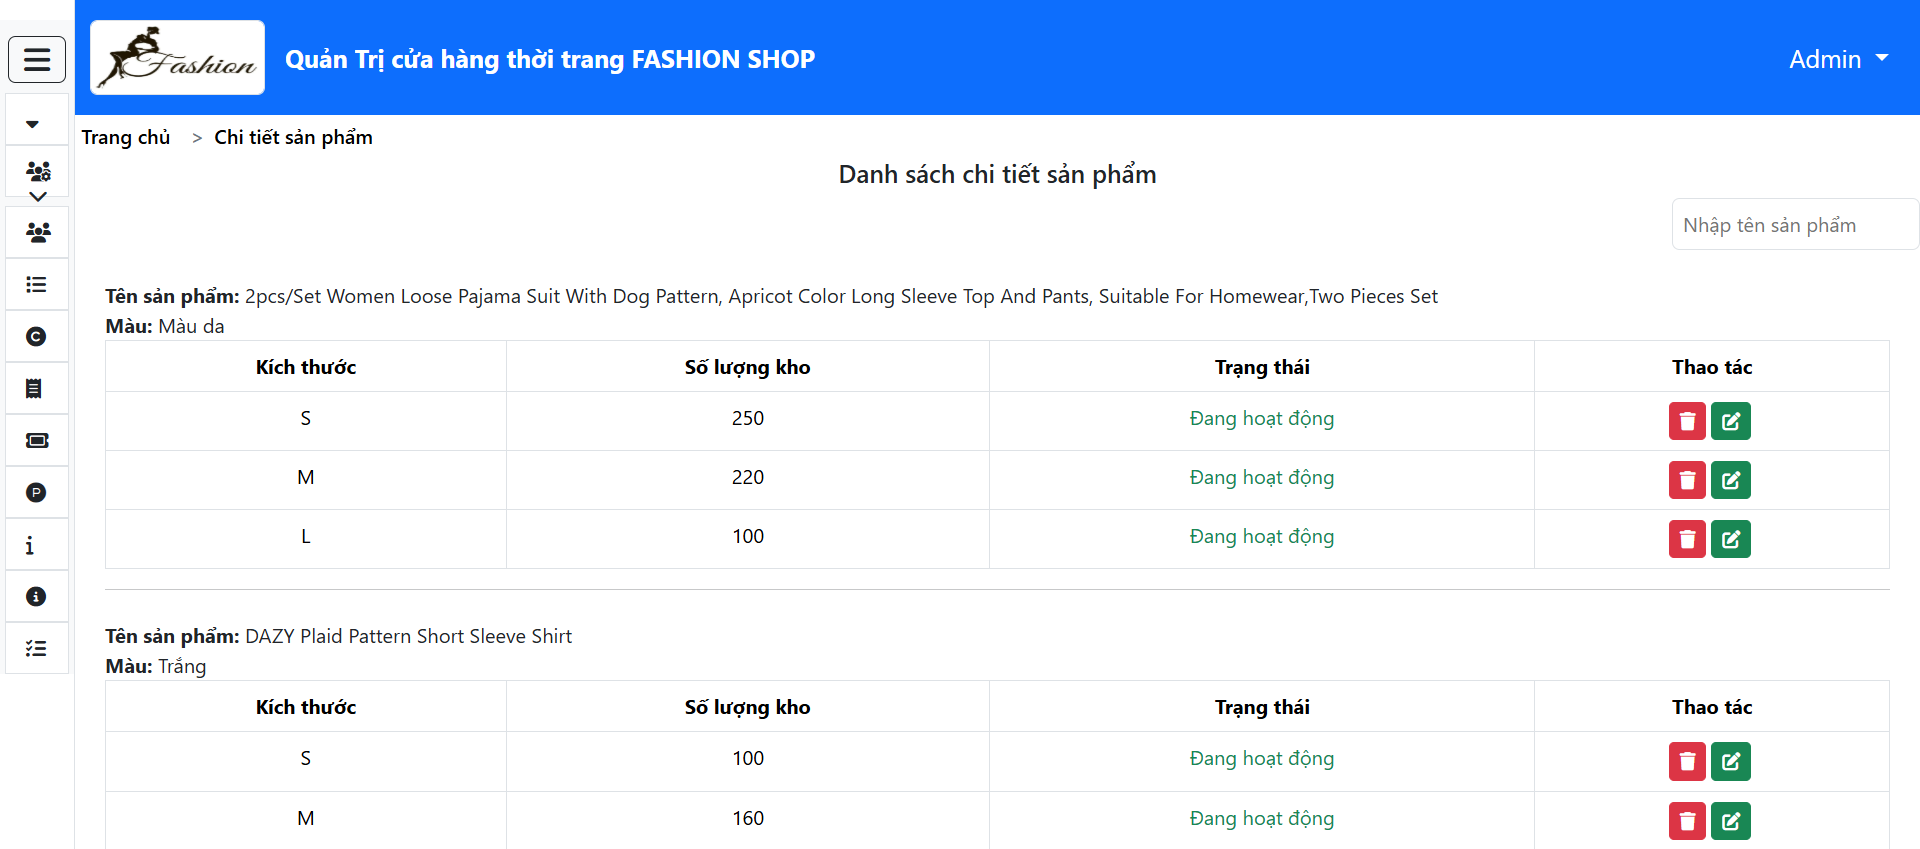 Fashion
Quản Trị cửa hàng thời trang FASHION SHOP
Admin
Trang chủ > Chi tiết sản phẩm
Danh sách chi tiết sản phẩm
Nhập tên sản phẩm
Tên sản phẩm: 2pcs/Set Women Loose Pajama Suit With Dog Pattern, Apricot Color Long Sleeve Top And Pants, Suitable For Homewear,Two Pieces Set
Màu: Màu da
Kích thước Số lượng kho Trạng thái Thao tác
S 250 Đang hoạt động
M 220 Đang hoạt động
L 100 Đang hoạt động
Tên sản phẩm: DAZY Plaid Pattern Short Sleeve Shirt
Màu: Trắng
Kích thước Số lượng kho Trạng thái Thao tác
S 100 Đang hoạt động
M 160 Đang hoạt động